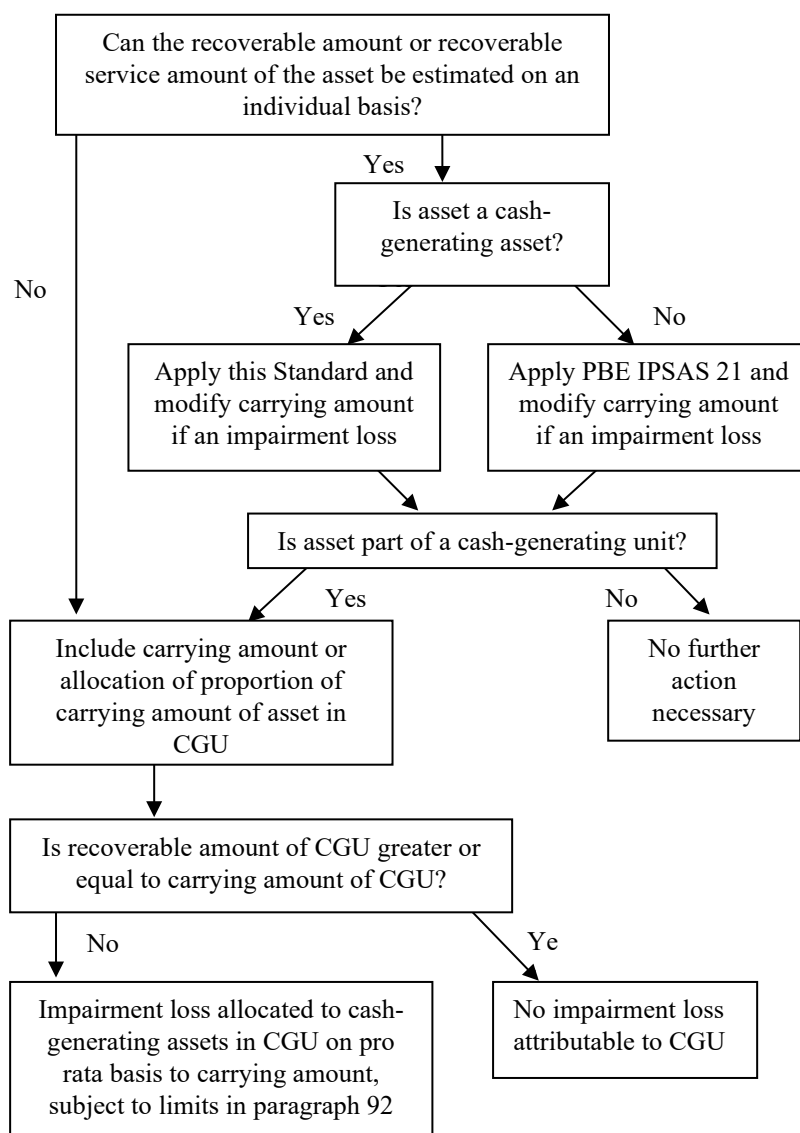 Can the recoverable amount or recoverable
service amount of the asset be estimated on an
individual basis?
Yes
Is asset a cash-
generating asset?
No
Yes
No
Apply this Standard and
modify carrying amount
if an impairment loss
Apply PBE IPSAS 21 and
modify carrying amount
if an impairment loss
Is asset part of a cash-generating unit?
Yes
No
Include carrying amount or
allocation of proportion of
carrying amount of asset in
CGU
No further
action
necessary
Is recoverable amount of CGU greater or
equal to carrying amount of CGU?
No
Ye
Impairment loss allocated to cash-
generating assets in CGU on pro
rata basis to carrying amount,
subject to limits in paragraph 92
No impairment loss
attributable to CGU